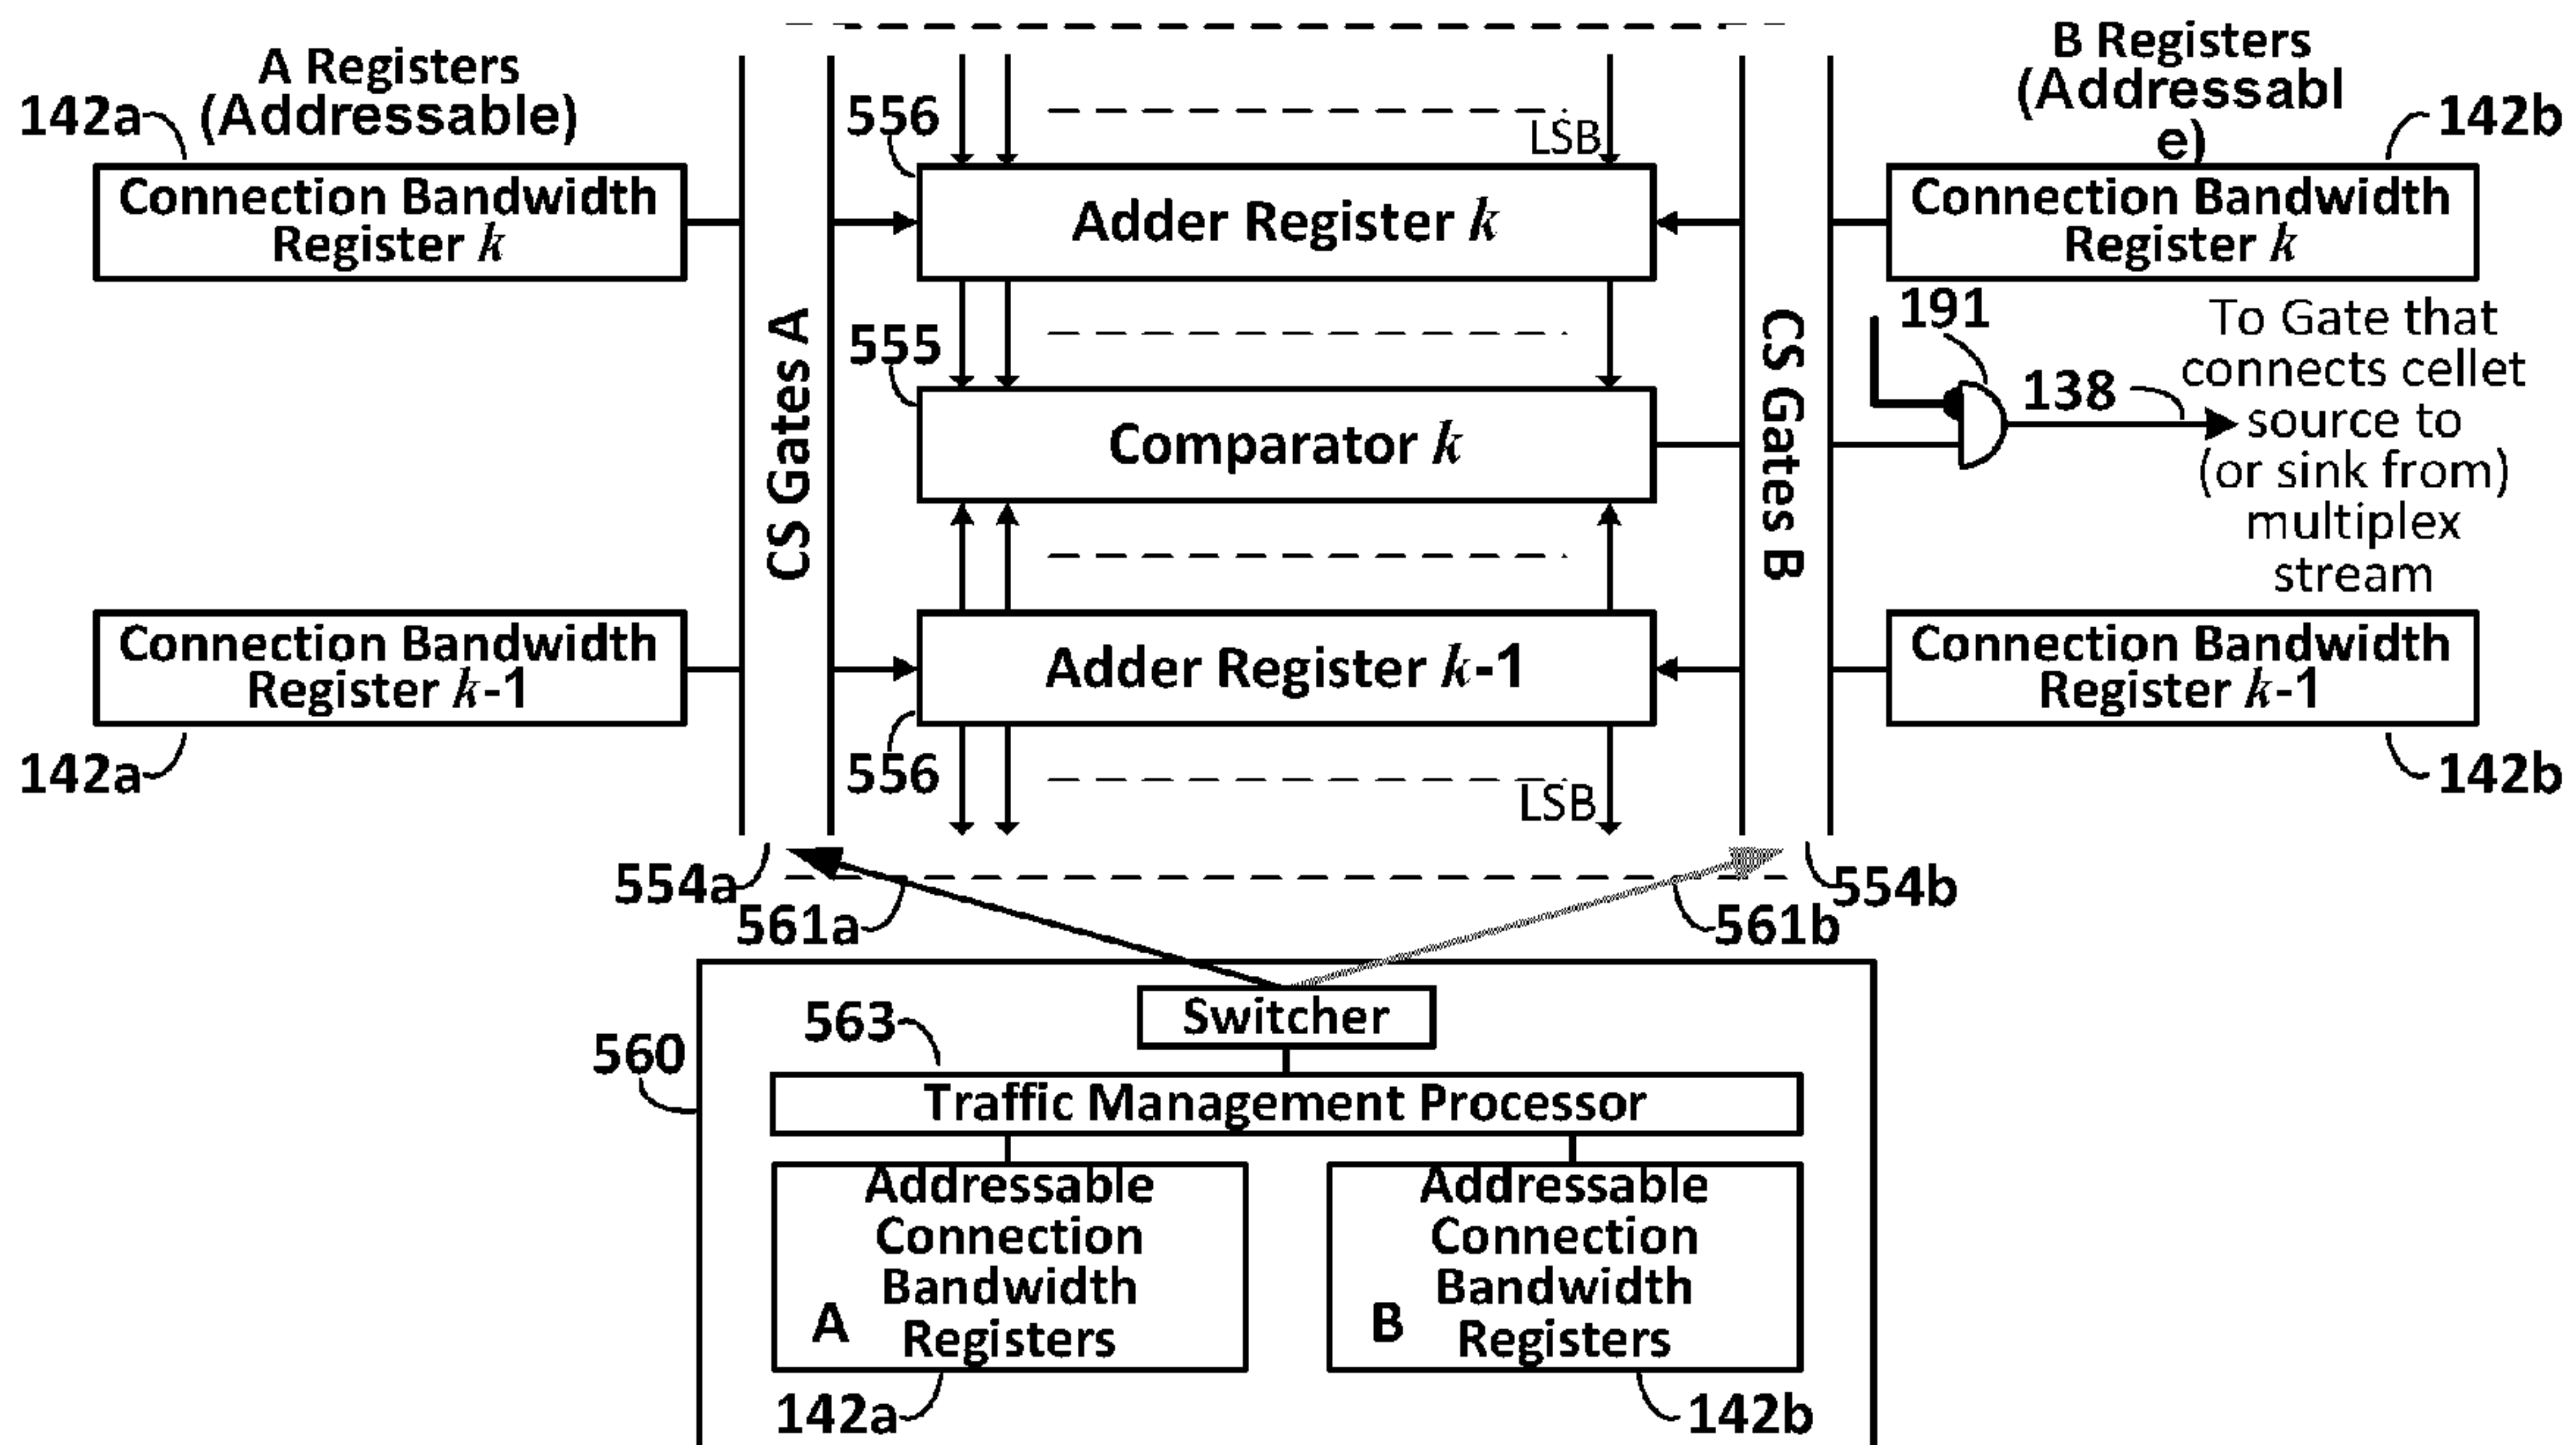 A Registers
(Addressable)
B Registers
(Addressabl
e)
142a
556
LSB
142b
Connection Bandwidth
Register k
Adder Register k
Connection Bandwidth
Register k
CS Gates A
555
Comparator k
CS Gates B
191
138
To Gate that
connects cellet
source to
(or sink from)
multiplex
stream
Connection Bandwidth
Register k-1
Adder Register k-1
Connection Bandwidth
Register k-1
142a
556
LSB
142b
554a
561a
561b
554b
Switcher
563
560
Traffic Management Processor
Addressable
Connection
Bandwidth
Registers
A
Addressable
Connection
Bandwidth
Registers
B
142a
142b